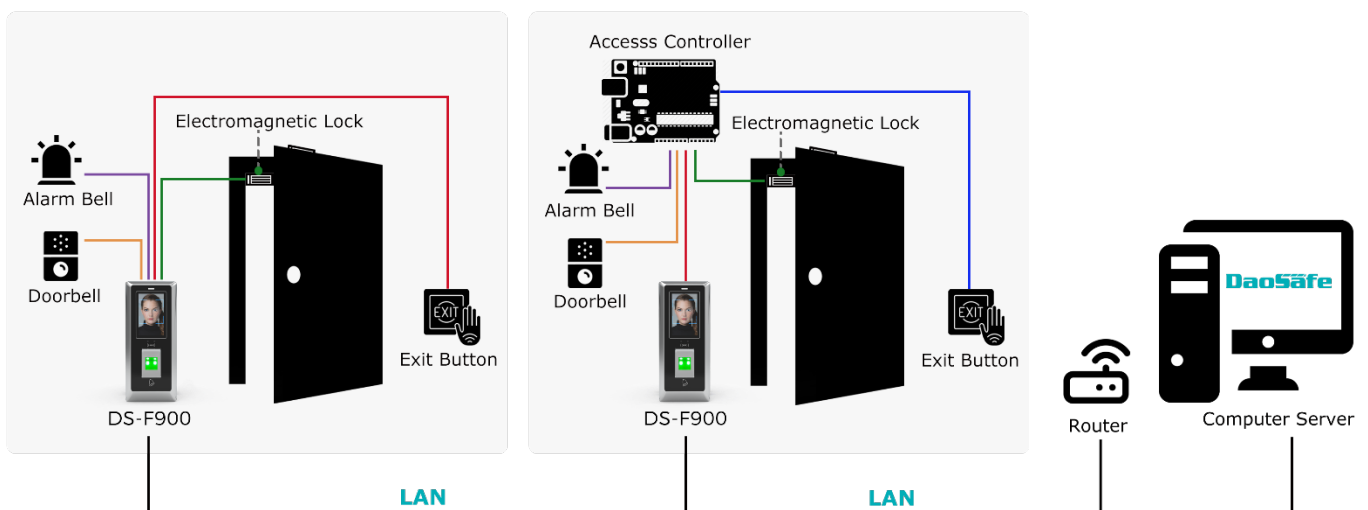 Electromagnetic Lock
Alarm Bell
Doorbell
EXIT
Exit Button
DS-F900
LAN
Accesss Controller
Electromagnetic Lock
Alarm Bell
Doorbell
EXIT
Exit Button
DS-F900
LAN
DaoSafe
Router
Computer Server